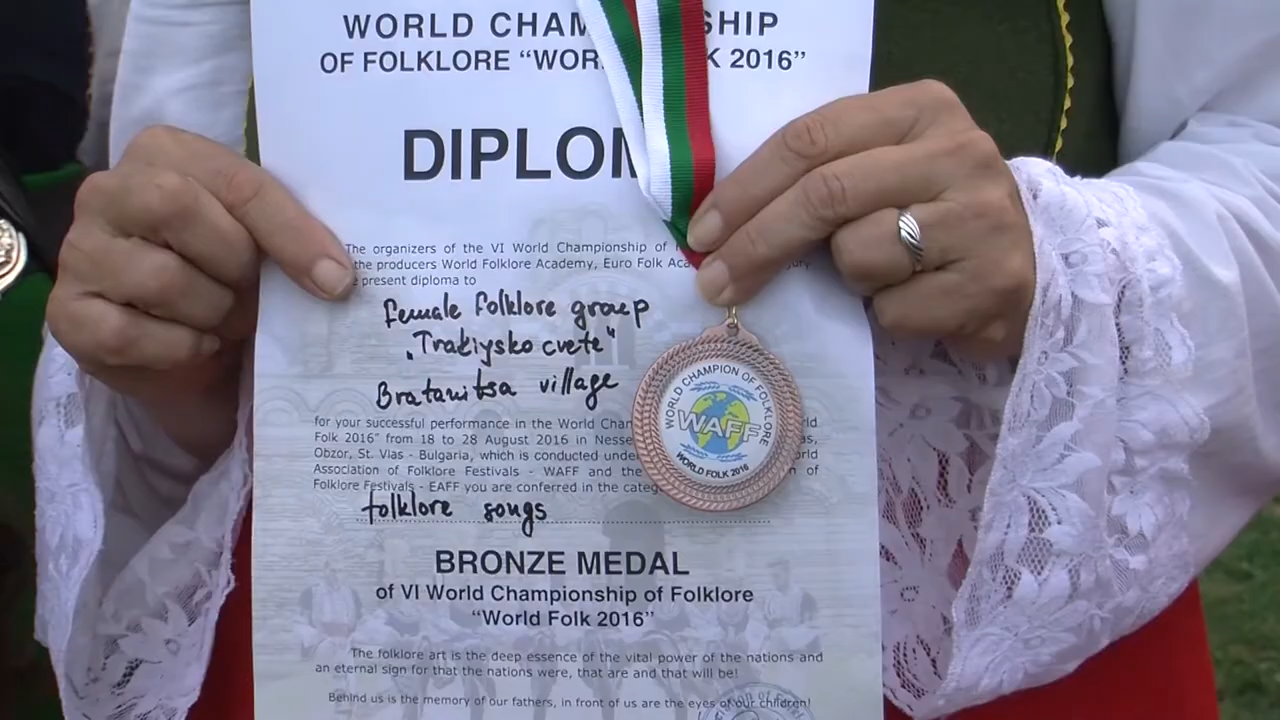 WORLD CHAM SHIP
OF FOLKLORE “WOR K 2016”
DIPLOM
The organizers of the VI World Championship of
the producers World Folklore Academy, Euro Folk Aca jury
present diploma to
female folklore group
„Trakiysko cvete“
Bratanitsa village
for your successful performance in the World Cham rld
Folk 2016” from 18 to 28 August 2016 in Nesse as,
Obzor, St. Vlas - Bulgaria, which is conducted unde orld
Association of Folklore Festivals - WAFF and the n of
Folklore Festivals - EAFF you are conferred in the categ
folklore songs
BRONZE MEDAL
of VI World Championship of Folklore
“World Folk 2016”
The folklore art is the deep essence of the vital power of the nations and
an eternal sign for that the nations were, that are and that will be!
Behind us is the memory of our fathers, in front of us are the eyes of our children!
WORLD CHAMPION OF FOLKLORE
WAFF
WORLD FOLK 2016